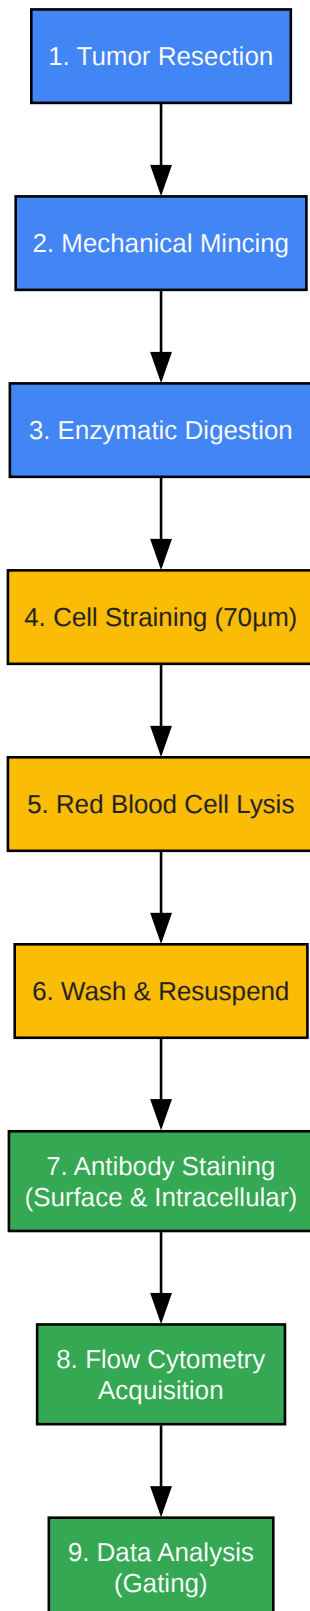 1. Tumor Resection
2. Mechanical Mincing
3. Enzymatic Digestion
4. Cell Straining (70µm)
5. Red Blood Cell Lysis
6. Wash & Resuspend
7. Antibody Staining
(Surface & Intracellular)
8. Flow Cytometry
Acquisition
9. Data Analysis
(Gating)